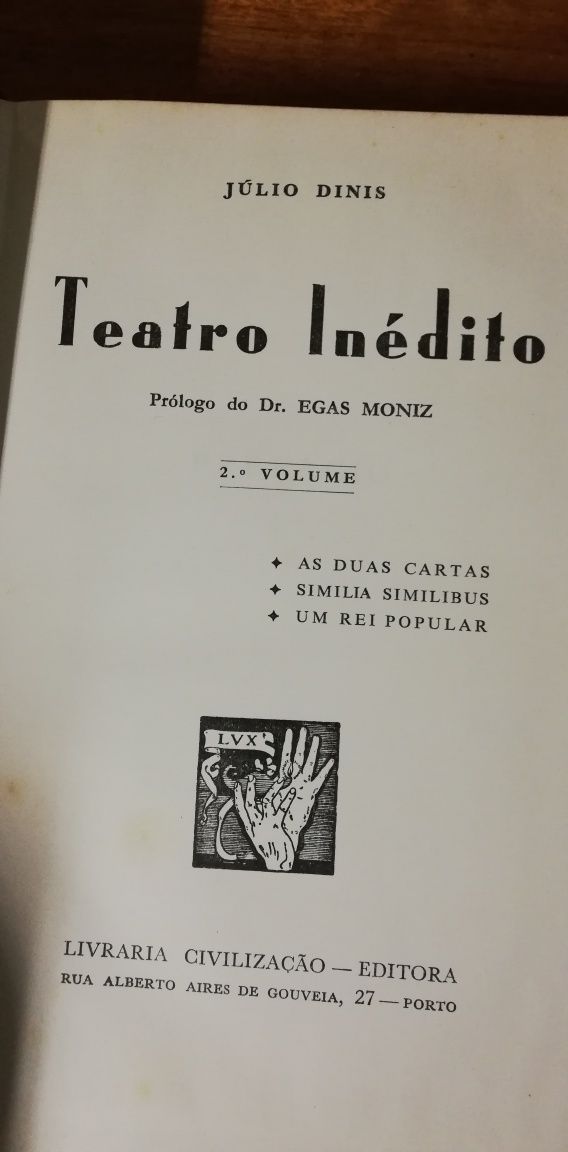 JÚLIO DINIS
Teatro Inédito
Prólogo do Dr. EGAS MONIZ
2.º VOLUME
✦ AS DUAS CARTAS
✦ SIMILIA SIMILIBUS
✦ UM REI POPULAR
LVX
LIVRARIA CIVILIZAÇÃO — EDITORA
RUA ALBERTO AIRES DE GOUVEIA, 27 — PORTO